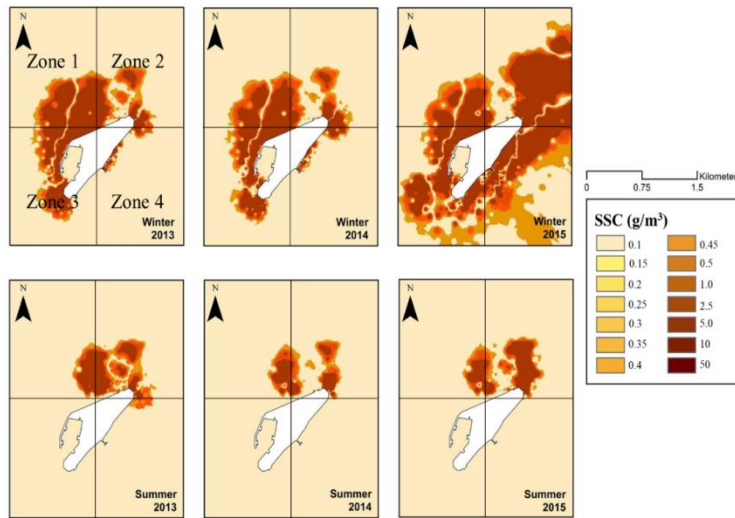 N
Zone 1
Zone 2
Zone 3
Zone 4
Winter
2013
N
Winter
2014
N
Winter
2015
Kilometer
0
0.75
1.5
SSC (g/m³)
0.1
0.45
0.15
0.5
0.2
1.0
0.25
2.5
0.3
5.0
0.35
10
0.4
50
N
Summer
2013
N
Summer
2014
N
Summer
2015